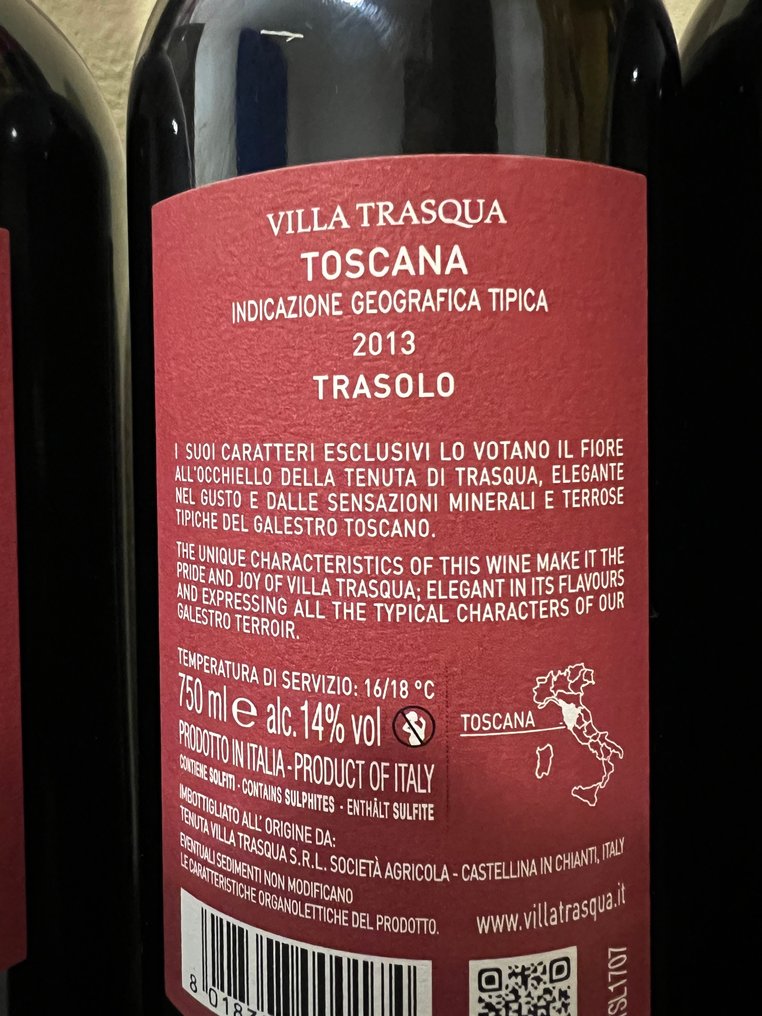 VILLA TRASQUA
TOSCANA
INDICAZIONE GEOGRAFICA TIPICA
2013
TRASOLO
I SUOI CARATTERI ESCLUSIVI LO VOTANO IL FIORE
ALL'OCCHIELLO DELLA TENUTA DI TRASQUA, ELEGANTE
NEL GUSTO E DALLE SENSAZIONI MINERALI E TERROSE
TIPICHE DEL GALESTRO TOSCANO.
THE UNIQUE CHARACTERISTICS OF THIS WINE MAKE IT THE
PRIDE AND JOY OF VILLA TRASQUA; ELEGANT IN ITS FLAVOURS
AND EXPRESSING ALL THE TYPICAL CHARACTERS OF OUR
GALESTRO TERROIR.
TEMPERATURA DI SERVIZIO: 16/18 °C
750 ml e alc. 14% vol
TOSCANA
PRODOTTO IN ITALIA - PRODUCT OF ITALY
CONTIENE SOLFITI - CONTAINS SULPHITES - ENTHÄLT SULFITE
IMBOTTIGLIATO ALL' ORIGINE DA:
TENUTA VILLA TRASQUA S.R.L. SOCIETÀ AGRICOLA - CASTELLINA IN CHIANTI, ITALY
EVENTUALI SEDIMENTI NON MODIFICANO
LE CARATTERISTICHE ORGANOLETTICHE DEL PRODOTTO.
www.villatrasqua.it